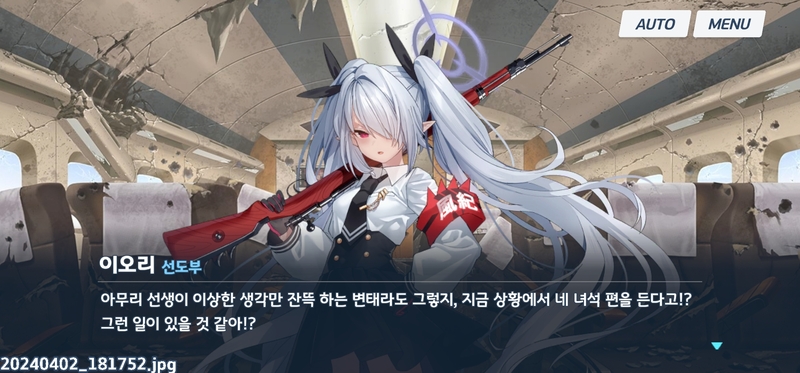 AUTO
MENU
風紀
이오리 선도부
아무리 선생이 이상한 생각만 잔뜩 하는 변태라도 그렇지, 지금 상황에서 네 녀석 편을 든다고!?
그런 일이 있을 것 같아!?
20240402_181752.jpg